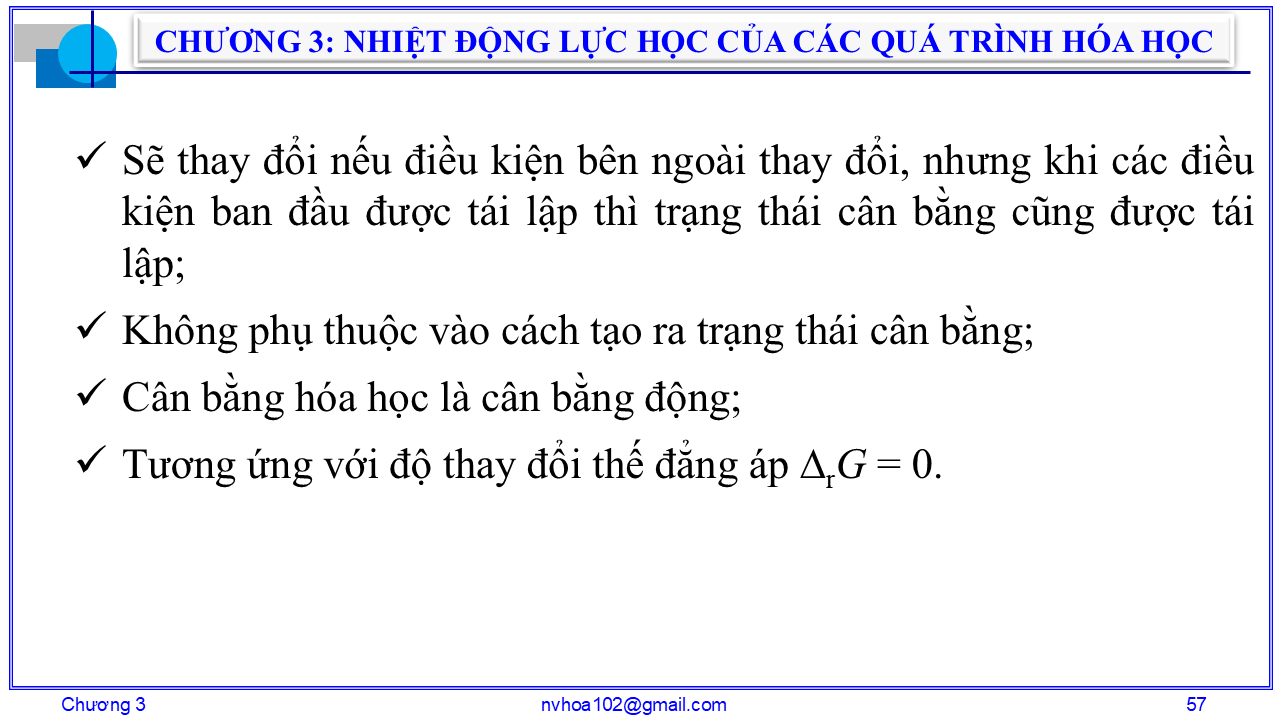 CHƯƠNG 3: NHIỆT ĐỘNG LỰC HỌC CỦA CÁC QUÁ TRÌNH HÓA HỌC
✓ Sẽ thay đổi nếu điều kiện bên ngoài thay đổi, nhưng khi các điều
kiện ban đầu được tái lập thì trạng thái cân bằng cũng được tái
lập;
✓ Không phụ thuộc vào cách tạo ra trạng thái cân bằng;
✓ Cân bằng hóa học là cân bằng động;
✓ Tương ứng với độ thay đổi thế đẳng áp ΔrG = 0.
Chương 3
nvhoa102@gmail.com
57